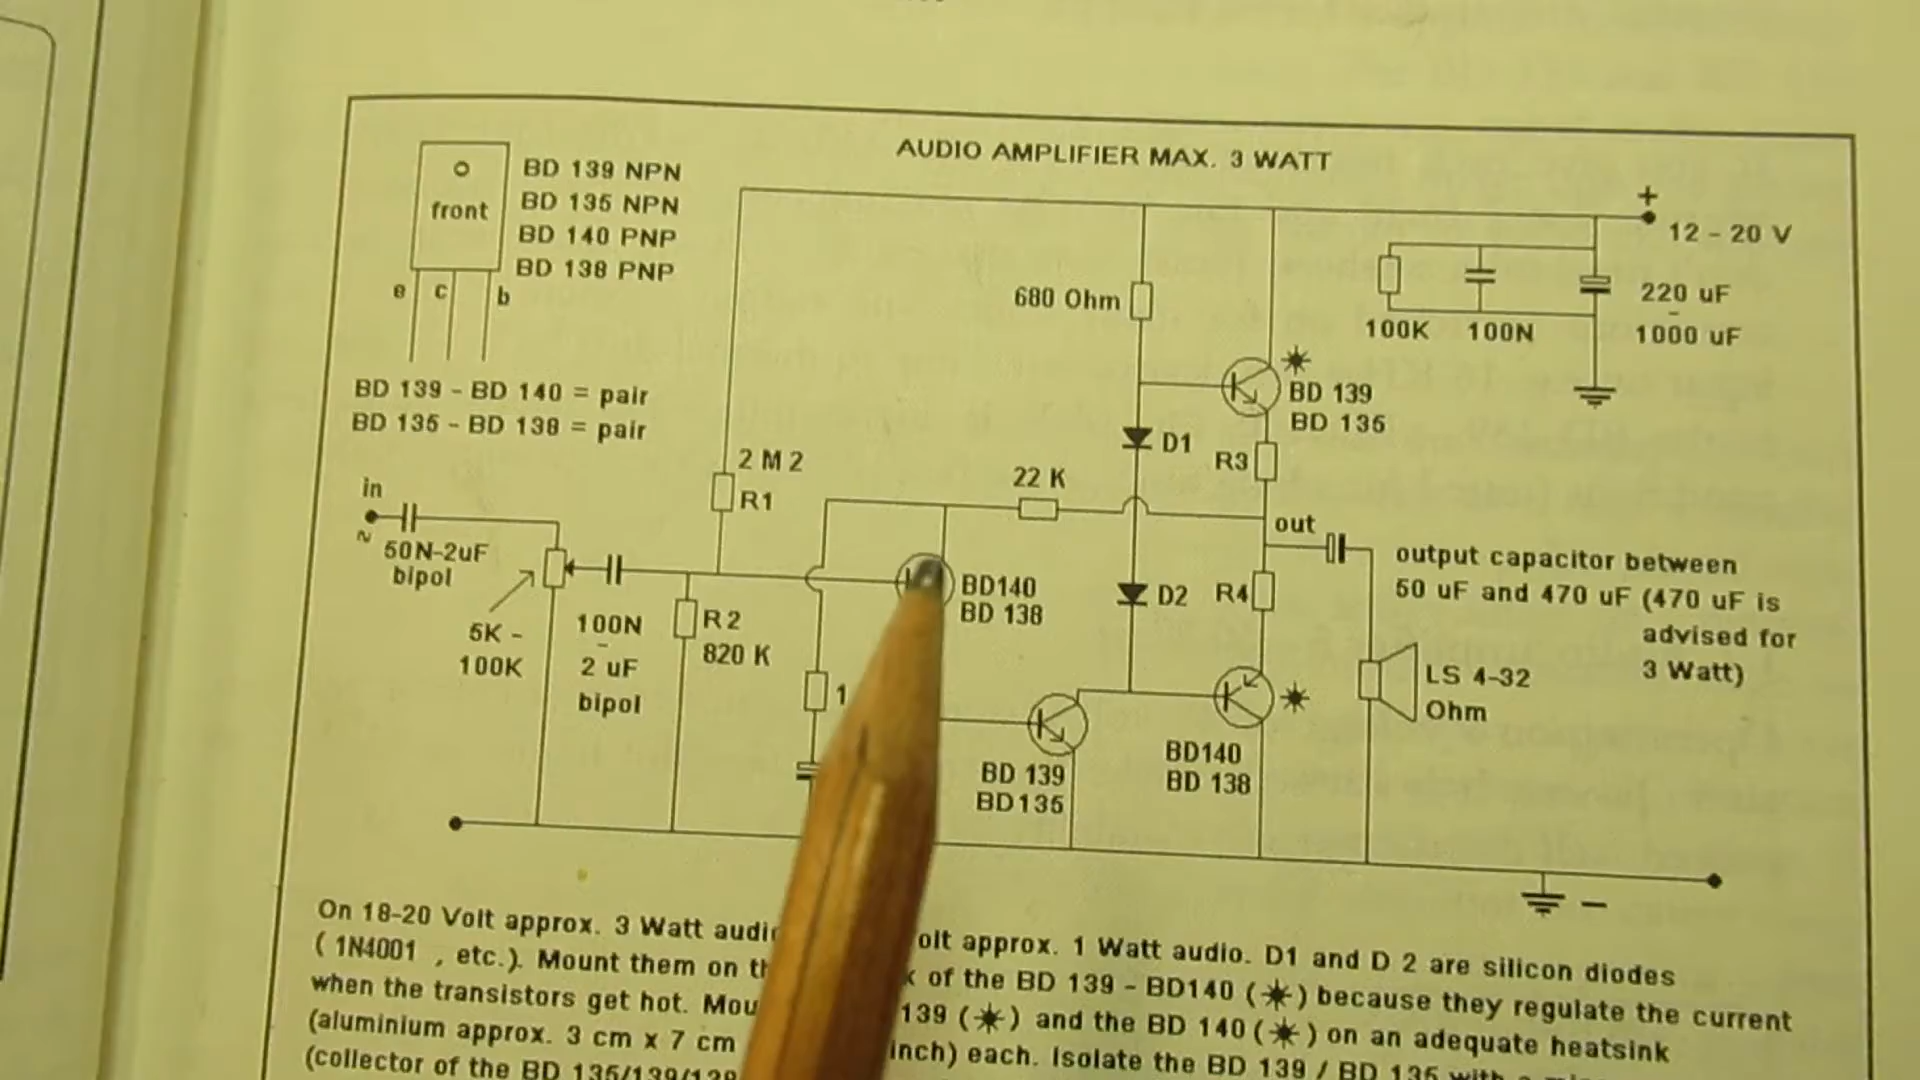 AUDIO AMPLIFIER MAX. 3 WATT
front
BD 139 NPN
BD 135 NPN
BD 140 PNP
BD 138 PNP
e c b
BD 139 - BD 140 = pair
BD 135 - BD 138 = pair
+
12 - 20 V
680 Ohm
100K
100N
220 uF
-
1000 uF
BD 139
BD 135
D1
R3
2 M 2
R1
22 K
in
~
50N-2uF
bipol
out
output capacitor between
50 uF and 470 uF (470 uF is
advised for
3 Watt)
BD140
BD 138
D2
R4
5K -
100K
100N
-
2 uF
bipol
R2
820 K
1
LS 4-32
Ohm
BD 139
BD135
BD140
BD 138
-
On 18-20 Volt approx. 3 Watt approx. 1 Watt audio. D1 and D 2 are silicon diodes
( 1N4001 , etc.). Mount them on of the BD 139 - BD140 (✷) because they regulate the current
when the transistors get hot. 139 (✷) and the BD 140 (✷) on an adequate heatsink
(aluminium approx. 3 cm x 7 cm inch) each. Isolate the BD 139 / BD 135 with a
(collector of the BD 135/139/